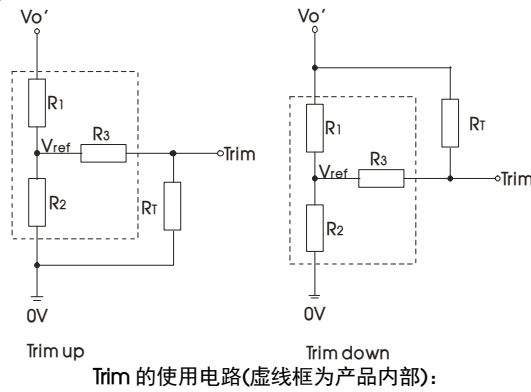 Vo'
Vo'
R1
R3
Vref
Trim
R2
RT
0V
R1
RT
R3
Vref
Trim
R2
0V
Trim up
Trim down
Trim 的使用电路(虚线框为产品内部)：